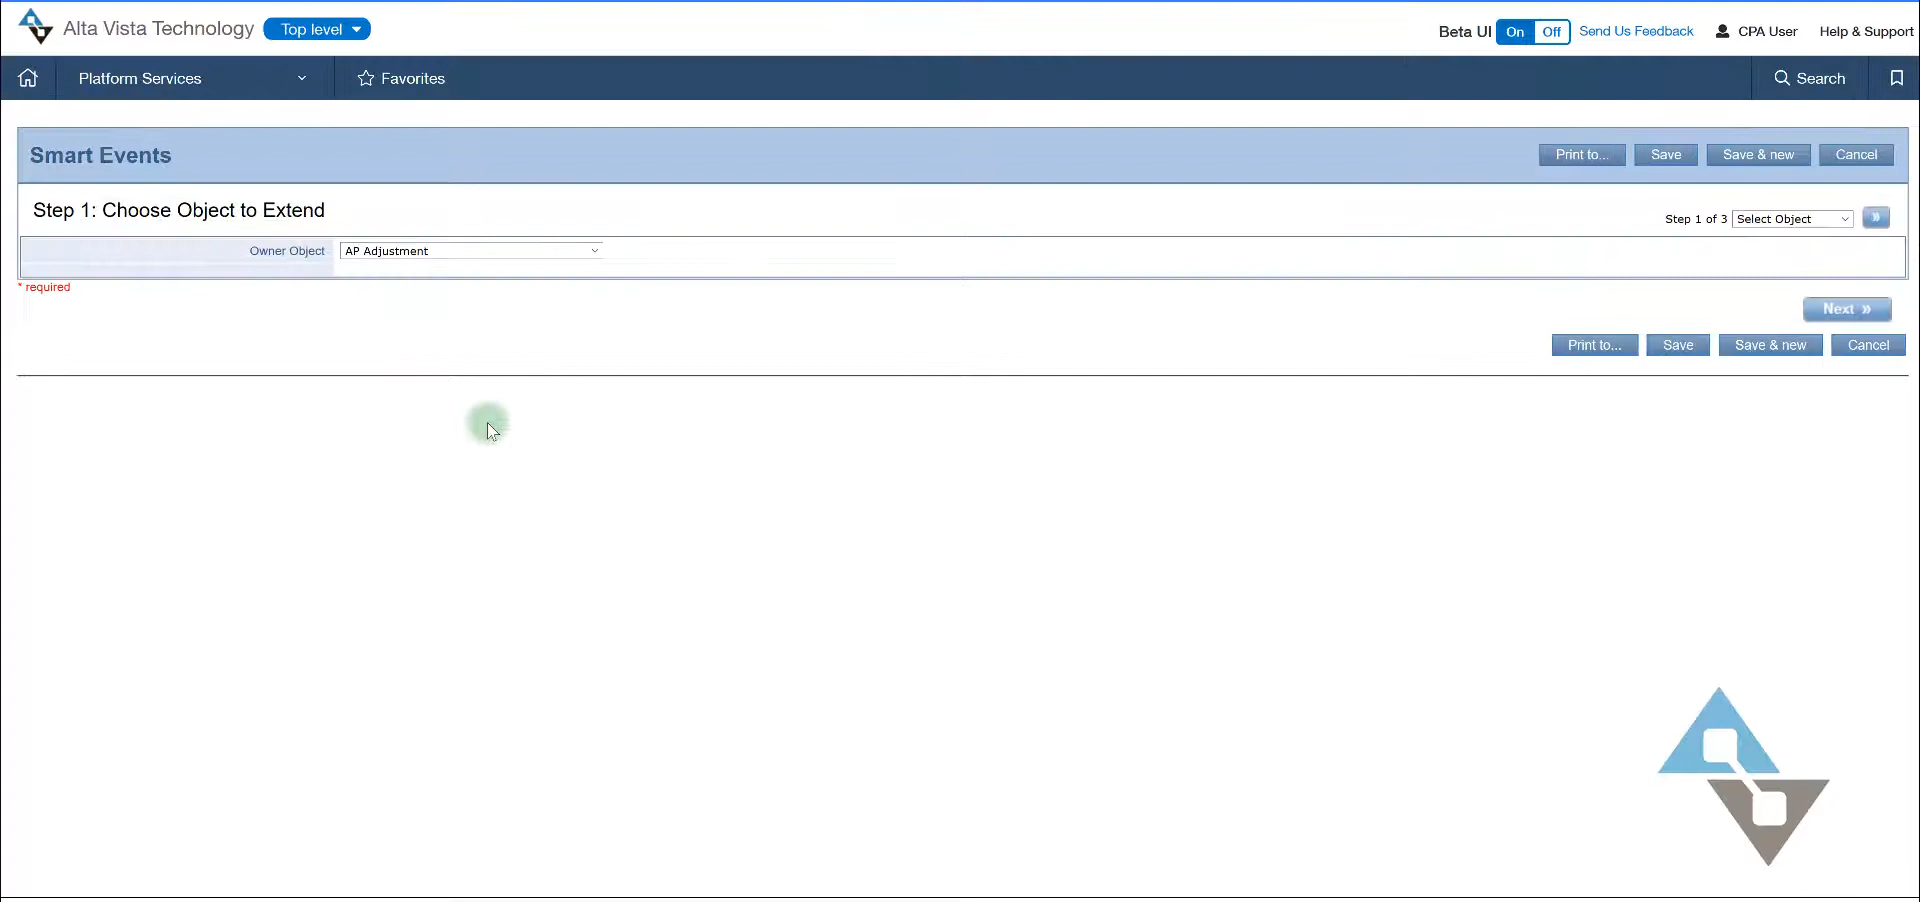 Alta Vista Technology Top level Beta UI On Off Send Us Feedback CPA User Help & Support
Platform Services Favorites Search
Smart Events Print to... Save Save & new Cancel
Step 1: Choose Object to Extend
Step 1 of 3 Select Object »
Owner Object AP Adjustment
* required
Next »
Print to... Save Save & new Cancel